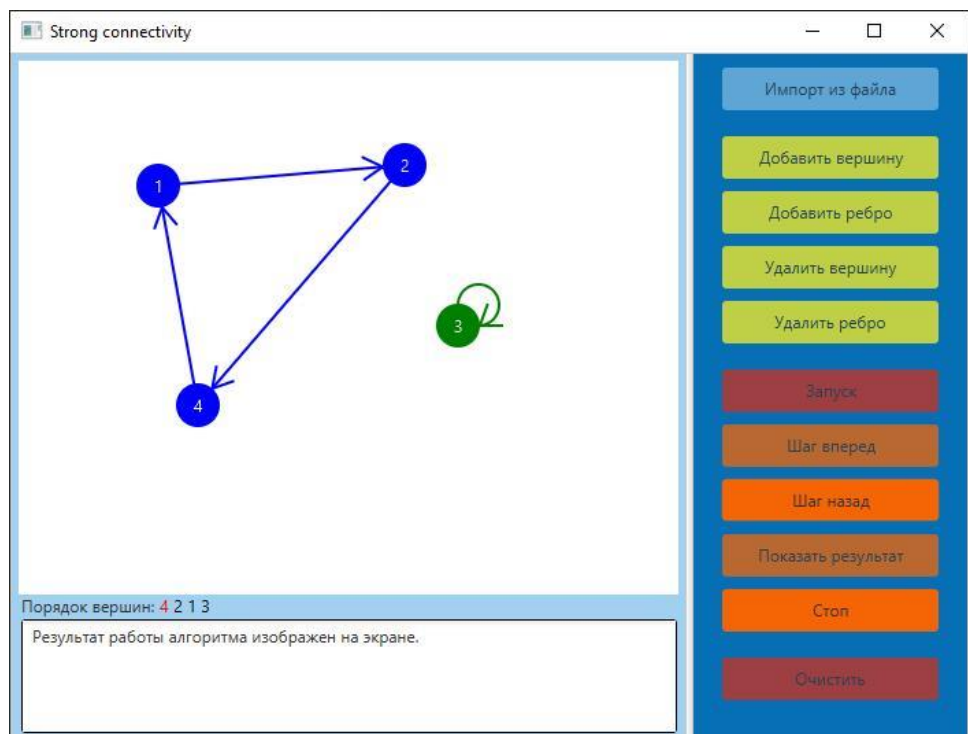 Strong connectivity
Импорт из файла
Добавить вершину
Добавить ребро
Удалить вершину
Удалить ребро
Запуск
Шаг вперед
Шаг назад
Показать результат
Стоп
Очистить
1
2
3
4
Порядок вершин: 4 2 1 3
Результат работы алгоритма изображен на экране.